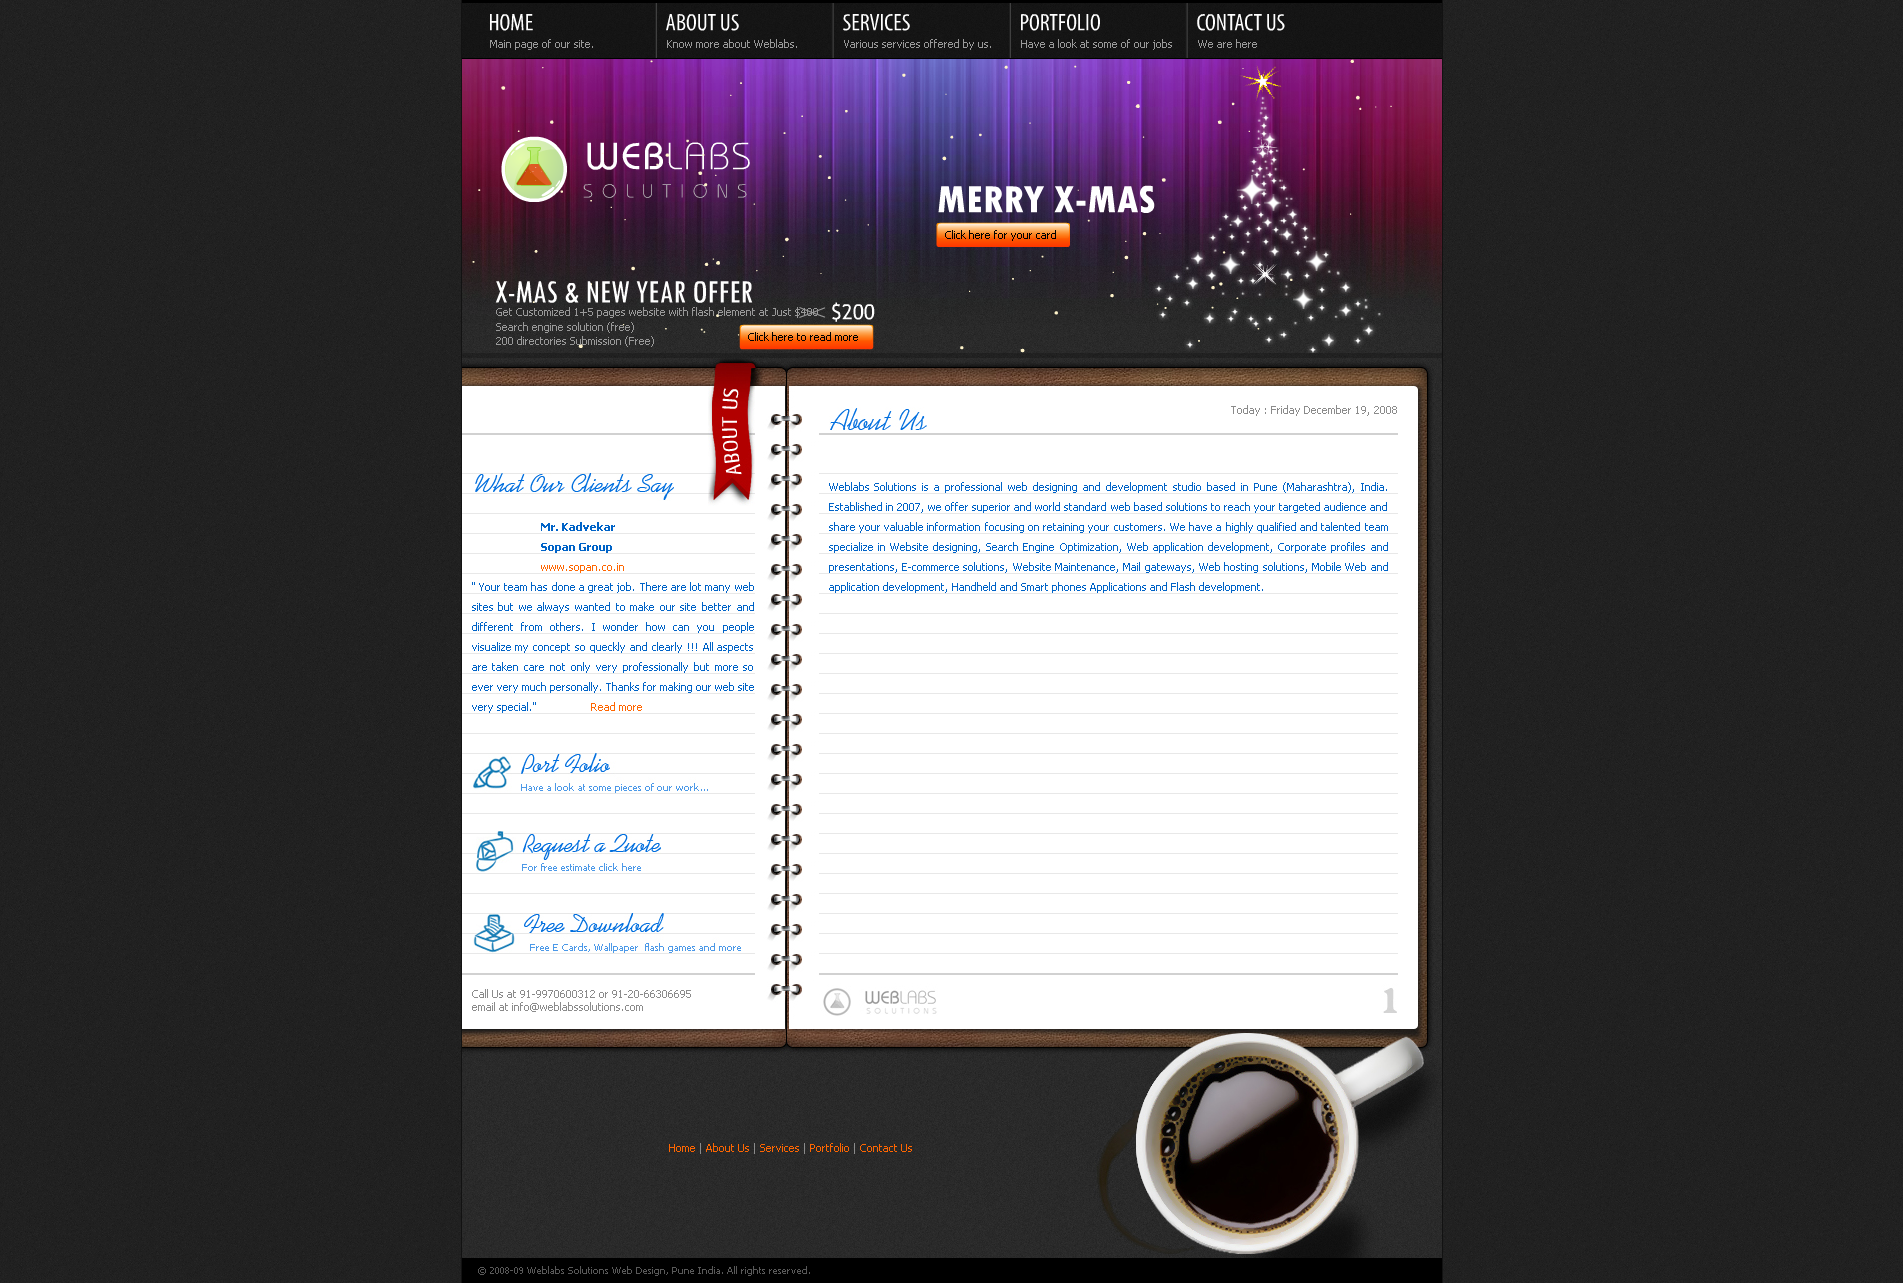 HOME
Main page of our site.
ABOUT US
Know more about Weblabs.
SERVICES
Various services offered by us.
PORTFOLIO
Have a look at some of our jobs
CONTACT US
We are here
WEBLABS
SOLUTIONS
MERRY X-MAS
Click here for your card
X-MAS & NEW YEAR OFFER
Get Customized 1+5 pages website with flash element at Just $400 $200
Search engine solution (free)
200 directories Submission (Free)
Click here to read more
ABOUT US
What Our Clients Say
Mr. Kadvekar
Sopan Group
www.sopan.co.in
" Your team has done a great job. There are lot many web
sites but we always wanted to make our site better and
different from others. I wonder how can you people
visualize my concept so queckly and clearly !!! All aspects
are taken care not only very professionally but more so
ever very much personally. Thanks for making our web site
very special." Read more
Port Folio
Have a look at some pieces of our work...
Request a Quote
For free estimate click here
Free Download
Free E Cards, Wallpaper flash games and more
Call Us at 91-9970600312 or 91-20-66306695
email at info@weblabssolutions.com
About Us
Today : Friday December 19, 2008
Weblabs Solutions is a professional web designing and development studio based in Pune (Maharashtra), India.
Established in 2007, we offer superior and world standard web based solutions to reach your targeted audience and
share your valuable information focusing on retaining your customers. We have a highly qualified and talented team
specialize in Website designing, Search Engine Optimization, Web application development, Corporate profiles and
presentations, E-commerce solutions, Website Maintenance, Mail gateways, Web hosting solutions, Mobile Web and
application development, Handheld and Smart phones Applications and Flash development.
WEBLABS
SOLUTIONS
1
Home | About Us | Services | Portfolio | Contact Us
© 2008-09 Weblabs Solutions Web Design, Pune India. All rights reserved.